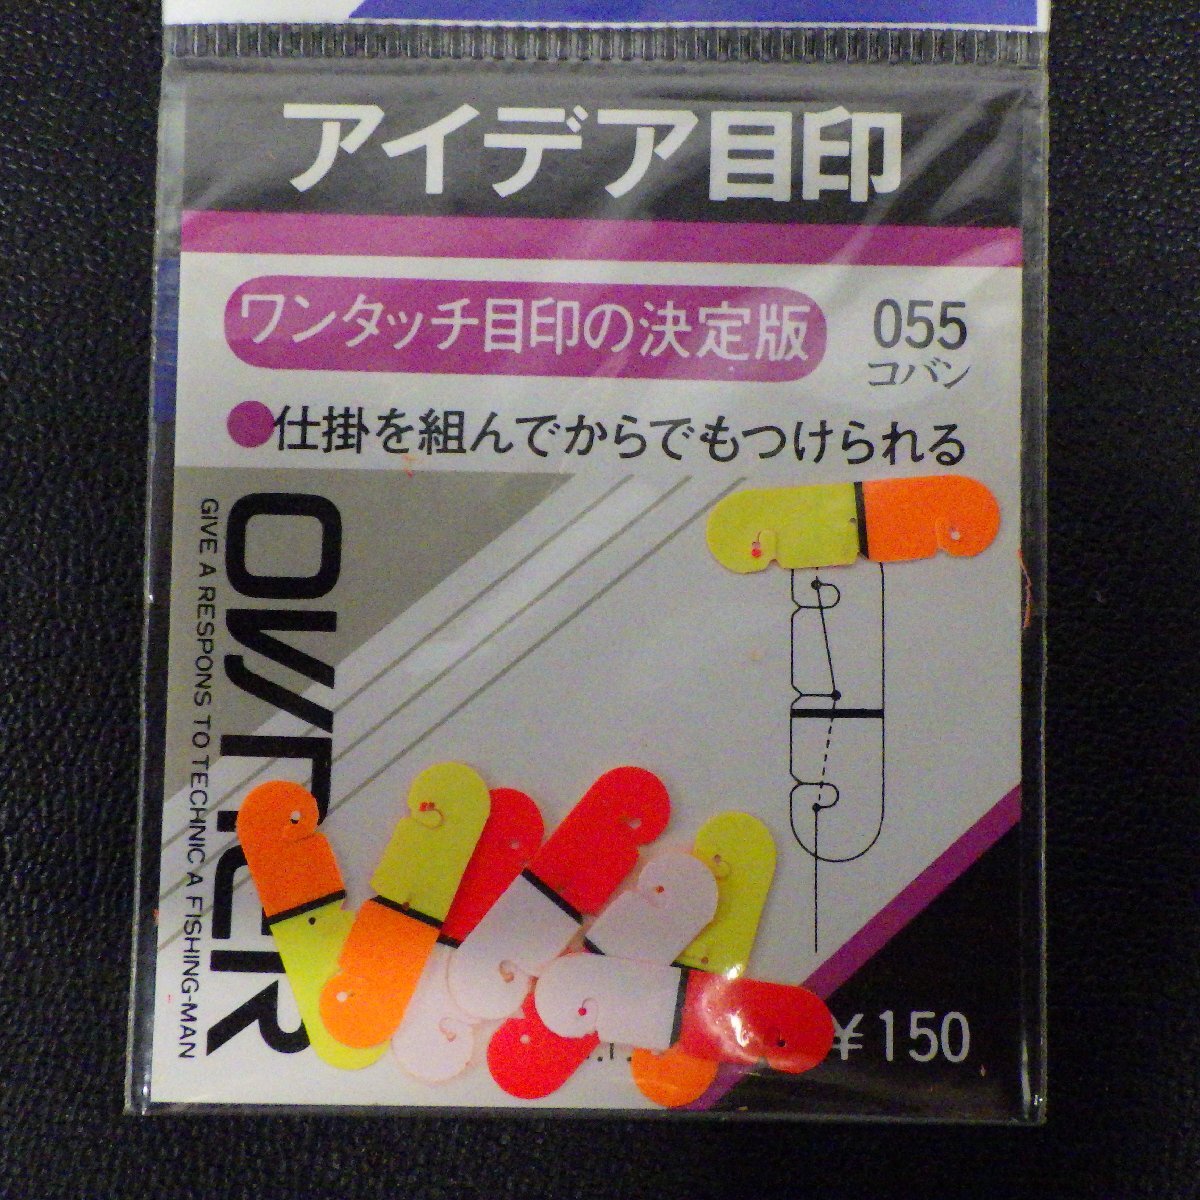 アイデア目印
ワンタッチ目印の決定版
055
コバン
●仕掛を組んでからでもつけられる
OWNER
GIVE A RESPONS TO TECHNIC A FISHING-MAN
¥150